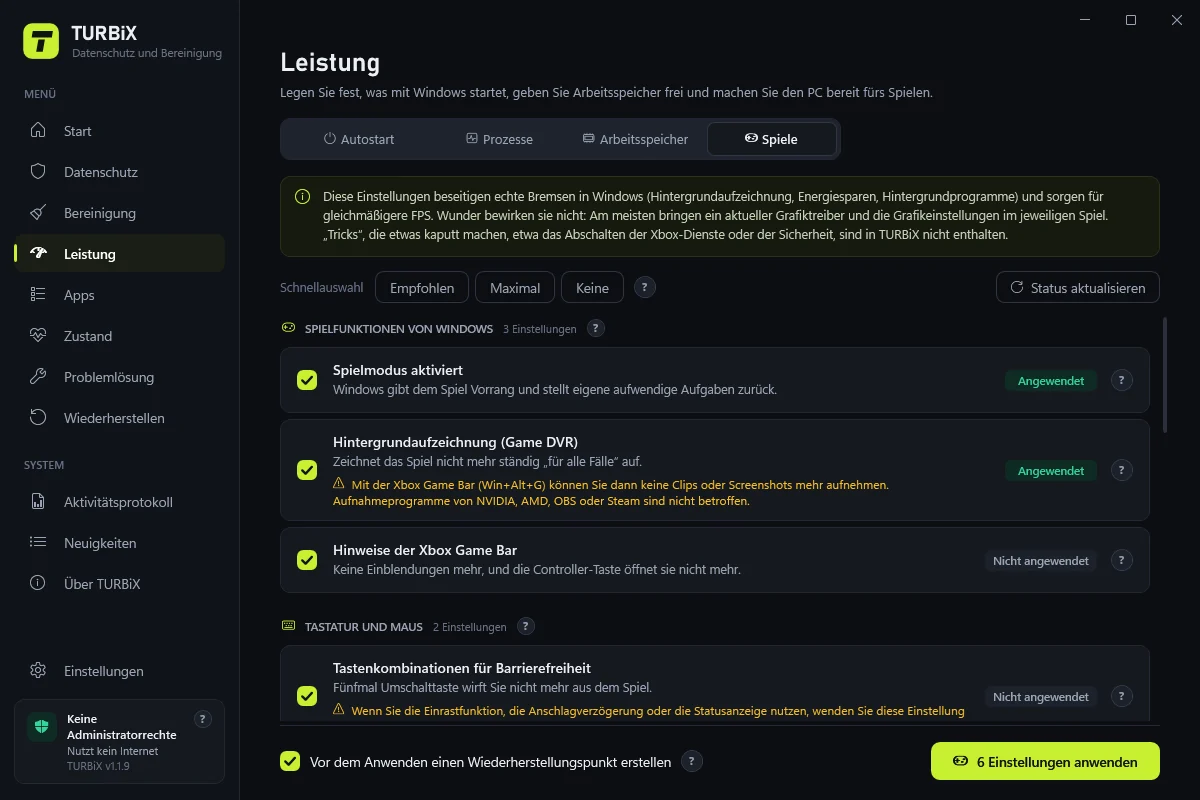 TURBiX
Datenschutz und Bereinigung
MENÜ
Start
Datenschutz
Bereinigung
Leistung
Apps
Zustand
Problemlösung
Wiederherstellen
SYSTEM
Aktivitätsprotokoll
Neuigkeiten
Über TURBiX
Einstellungen
Keine
Administratorrechte
?
Nutzt kein Internet
TURBiX v1.1.9
Leistung
Legen Sie fest, was mit Windows startet, geben Sie Arbeitsspeicher frei und machen Sie den PC bereit fürs Spielen.
Autostart Prozesse Arbeitsspeicher Spiele
Diese Einstellungen beseitigen echte Bremsen in Windows (Hintergrundaufzeichnung, Energiesparen, Hintergrundprogramme) und sorgen für
gleichmäßigere FPS. Wunder bewirken sie nicht: Am meisten bringen ein aktueller Grafiktreiber und die Grafikeinstellungen im jeweiligen Spiel.
„Tricks“, die etwas kaputt machen, etwa das Abschalten der Xbox-Dienste oder der Sicherheit, sind in TURBiX nicht enthalten.
Schnellauswahl Empfohlen Maximal Keine ? Status aktualisieren
SPIELFUNKTIONEN VON WINDOWS 3 Einstellungen ?
Spielmodus aktiviert
Windows gibt dem Spiel Vorrang und stellt eigene aufwendige Aufgaben zurück.
Angewendet ?
Hintergrundaufzeichnung (Game DVR)
Zeichnet das Spiel nicht mehr ständig „für alle Fälle“ auf.
Mit der Xbox Game Bar (Win+Alt+G) können Sie dann keine Clips oder Screenshots mehr aufnehmen.
Aufnahmeprogramme von NVIDIA, AMD, OBS oder Steam sind nicht betroffen.
Angewendet ?
Hinweise der Xbox Game Bar
Keine Einblendungen mehr, und die Controller-Taste öffnet sie nicht mehr.
Nicht angewendet ?
TASTATUR UND MAUS 2 Einstellungen ?
Tastenkombinationen für Barrierefreiheit
Fünfmal Umschalttaste wirft Sie nicht mehr aus dem Spiel.
Wenn Sie die Einrastfunktion, die Anschlagverzögerung oder die Statusanzeige nutzen, wenden Sie diese Einstellung
Nicht angewendet ?
Vor dem Anwenden einen Wiederherstellungspunkt erstellen ?
6 Einstellungen anwenden